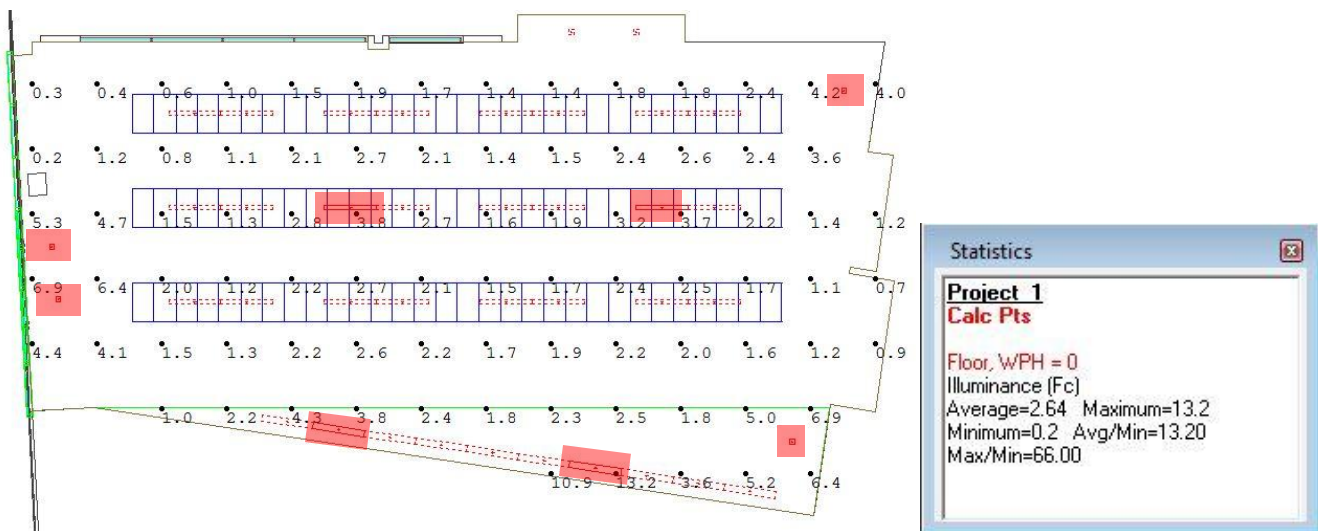 S S
0.3 0.4 0.6 1.0 1.5 1.9 1.7 1.4 1.4 1.8 1.8 2.4 4.2 4.0
0.2 1.2 0.8 1.1 2.1 2.7 2.1 1.4 1.5 2.4 2.6 2.4 3.6
5.3 4.7 1.5 1.3 2.8 3.8 2.7 1.6 1.9 3.2 3.7 2.2 1.4 1.2
6.9 6.4 2.0 1.2 2.2 2.7 2.1 1.5 1.7 2.4 2.5 1.7 1.1 0.7
4.4 4.1 1.5 1.3 2.2 2.6 2.2 1.7 1.9 2.2 2.0 1.6 1.2 0.9
1.0 2.2 4.3 3.8 2.9 2.2 2.3 2.5 1.8 5.0 6.9
10.9 13.2 3.6 5.2 6.4
Statistics
Project_1
Calc Pts
Floor, WPH = 0
Illuminance (Fc)
Average=2.64 Maximum=13.2
Minimum=0.2 Avg/Min=13.20
Max/Min=66.00